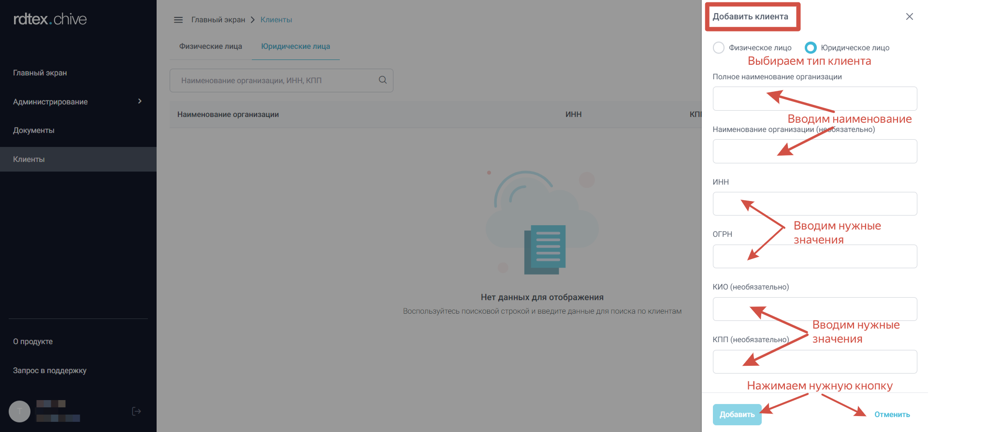 rdtex.chive
Главный экран
Администрирование
Документы
Клиенты
О продукте
Запрос в поддержку
T
Главный экран > Клиенты
Физические лица
Юридические лица
Наименование организации, ИНН, КПП
Наименование организации
ИНН
КПП
Нет данных для отображения
Воспользуйтесь поисковой строкой и введите данные для поиска по клиентам
Добавить клиента
Физическое лицо
Юридическое лицо
Выбираем тип клиента
Полное наименование организации
Вводим наименование
Наименование организации (необязательно)
ИНН
Вводим нужные
значения
ОГРН
КИО (необязательно)
Вводим нужные
значения
КПП (необязательно)
Нажимаем нужную кнопку
Добавить
Отменить